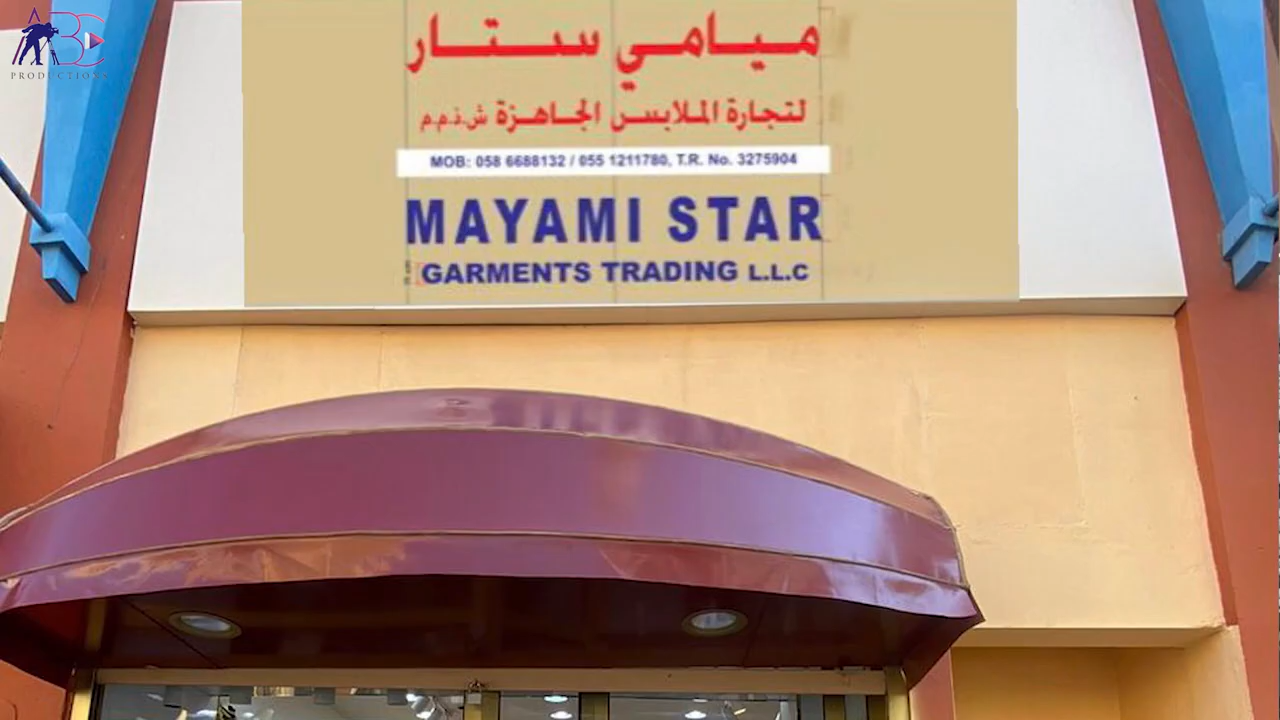 ABC
PRODUCTIONS
ميامي ستار
لتجارة الملابس الجاهزة ش.ذ.م.م
MOB: 058 6688132 / 055 1211780, T.R. No. 3275904
MAYAMI STAR
GARMENTS TRADING L.L.C